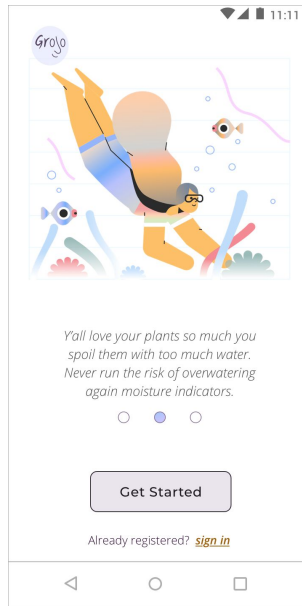 11:11
Grojo
Y'all love your plants so much you
spoil them with too much water.
Never run the risk of overwatering
again moisture indicators.
Get Started
Already registered? sign in